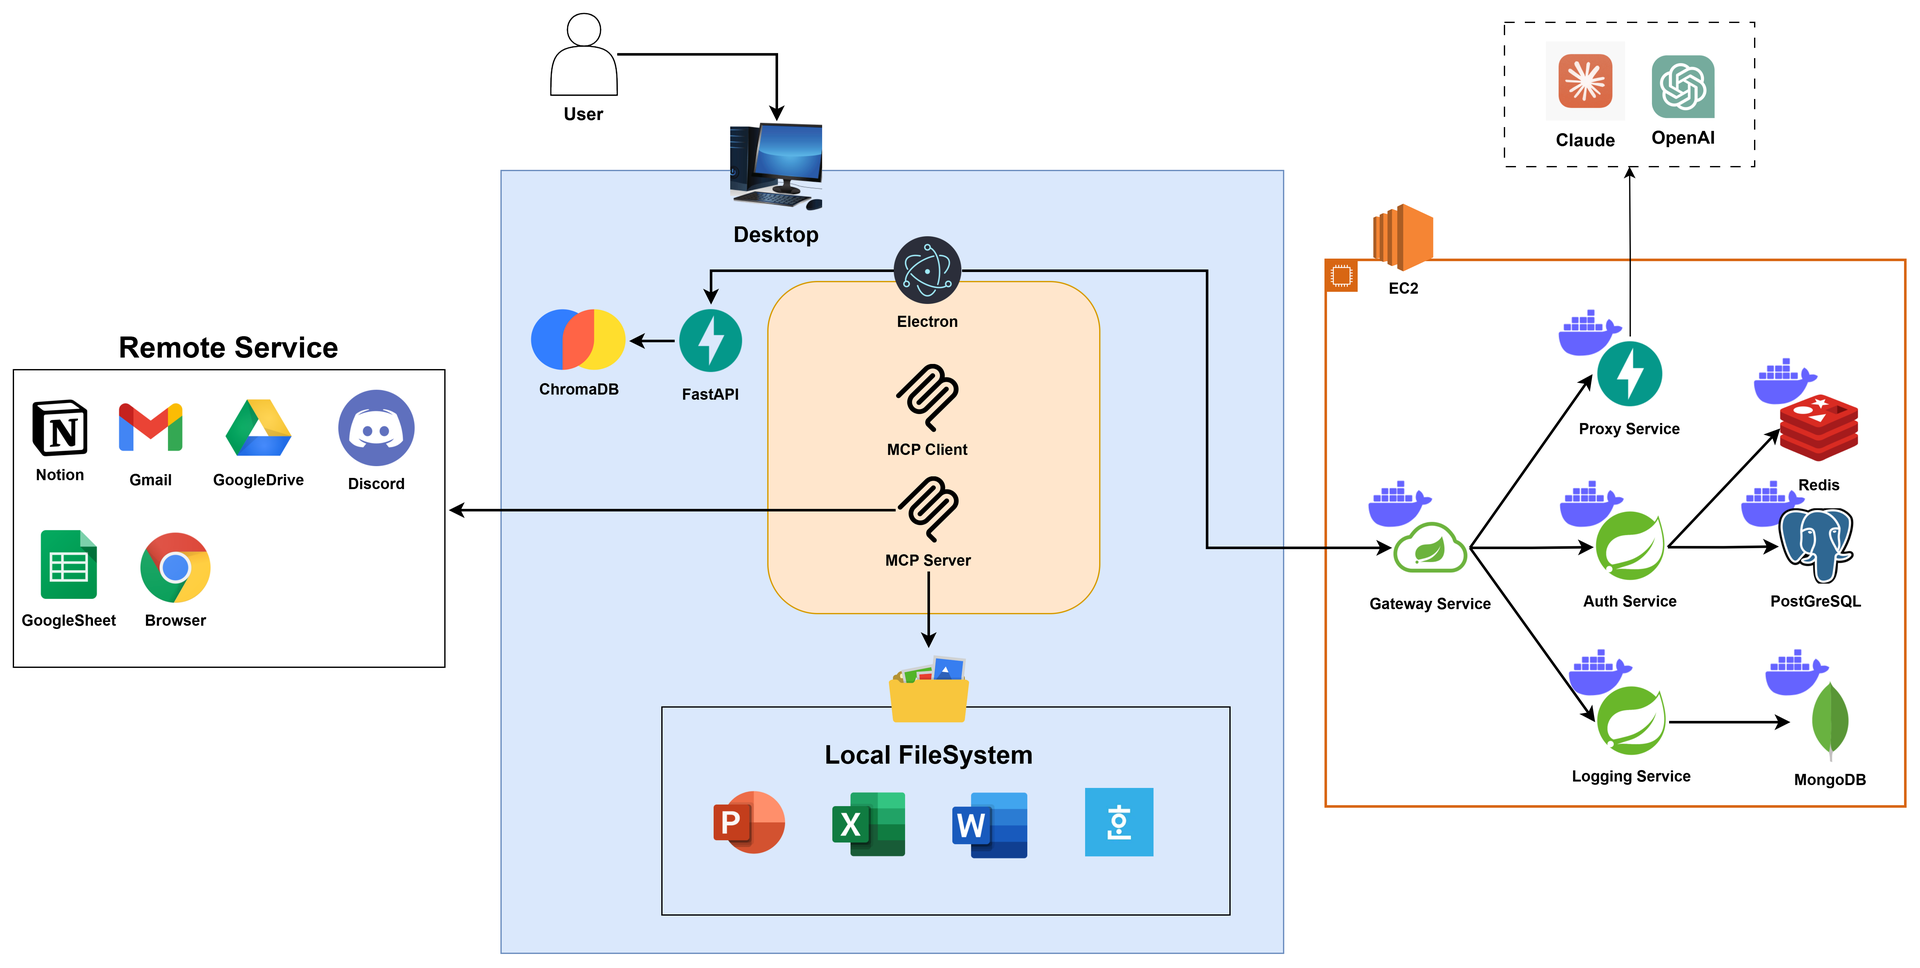 User
Desktop
Electron
ChromaDB
FastAPI
MCP Client
MCP Server
Remote Service
N
Notion
Gmail
GoogleDrive
Discord
GoogleSheet
Browser
Local FileSystem
P
X
W
한
Claude
OpenAI
EC2
Proxy Service
Redis
Gateway Service
Auth Service
PostGreSQL
Logging Service
MongoDB